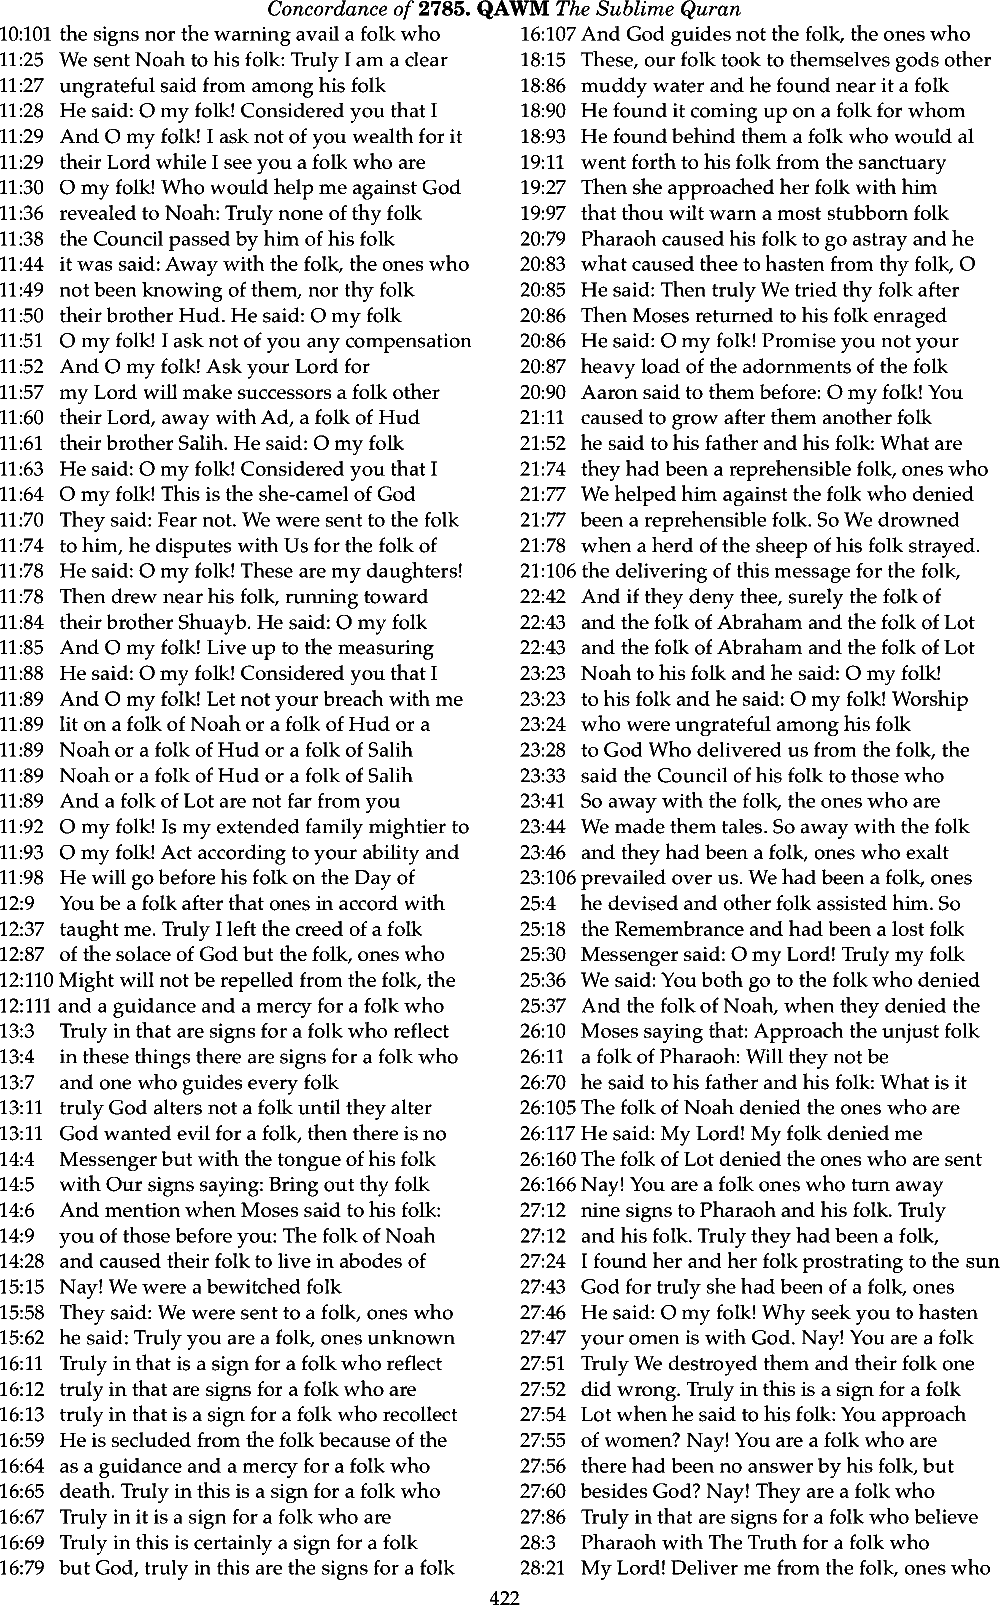 Concordance of 2785. QAWM The Sublime Quran
10:101 the signs nor the warning avail a folk who
11:25 We sent Noah to his folk: Truly I am a clear
11:27 ungrateful said from among his folk
11:28 He said: O my folk! Considered you that I
11:29 And O my folk! I ask not of you wealth for it
11:29 their Lord while I see you a folk who are
11:30 O my folk! Who would help me against God
11:36 revealed to Noah: Truly none of thy folk
11:38 the Council passed by him of his folk
11:44 it was said: Away with the folk, the ones who
11:49 not been knowing of them, nor thy folk
11:50 their brother Hud. He said: O my folk
11:51 O my folk! I ask not of you any compensation
11:52 And O my folk! Ask your Lord for
11:57 my Lord will make successors a folk other
11:60 their Lord, away with Ad, a folk of Hud
11:61 their brother Salih. He said: O my folk
11:63 He said: O my folk! Considered you that I
11:64 O my folk! This is the she-camel of God
11:70 They said: Fear not. We were sent to the folk
11:74 to him, he disputes with Us for the folk of
11:78 He said: O my folk! These are my daughters!
11:78 Then drew near his folk, running toward
11:84 their brother Shuayb. He said: O my folk
11:85 And O my folk! Live up to the measuring
11:88 He said: O my folk! Considered you that I
11:89 And O my folk! Let not your breach with me
11:89 lit on a folk of Noah or a folk of Hud or a
11:89 Noah or a folk of Hud or a folk of Salih
11:89 Noah or a folk of Hud or a folk of Salih
11:89 And a folk of Lot are not far from you
11:92 O my folk! Is my extended family mightier to
11:93 O my folk! Act according to your ability and
11:98 He will go before his folk on the Day of
12:9 You be a folk after that ones in accord with
12:37 taught me. Truly I left the creed of a folk
12:87 of the solace of God but the folk, ones who
12:110 Might will not be repelled from the folk, the
12:111 and a guidance and a mercy for a folk who
13:3 Truly in that are signs for a folk who reflect
13:4 in these things there are signs for a folk who
13:7 and one who guides every folk
13:11 truly God alters not a folk until they alter
13:11 God wanted evil for a folk, then there is no
14:4 Messenger but with the tongue of his folk
14:5 with Our signs saying: Bring out thy folk
14:6 And mention when Moses said to his folk:
14:9 you of those before you: The folk of Noah
14:28 and caused their folk to live in abodes of
15:15 Nay! We were a bewitched folk
15:58 They said: We were sent to a folk, ones who
15:62 he said: Truly you are a folk, ones unknown
16:11 Truly in that is a sign for a folk who reflect
16:12 truly in that are signs for a folk who are
16:13 truly in that is a sign for a folk who recollect
16:59 He is secluded from the folk because of the
16:64 as a guidance and a mercy for a folk who
16:65 death. Truly in this is a sign for a folk who
16:67 Truly in it is a sign for a folk who are
16:69 Truly in this is certainly a sign for a folk
16:79 but God, truly in this are the signs for a folk
16:107 And God guides not the folk, the ones who
18:15 These, our folk took to themselves gods other
18:86 muddy water and he found near it a folk
18:90 He found it coming up on a folk for whom
18:93 He found behind them a folk who would al
19:11 went forth to his folk from the sanctuary
19:27 Then she approached her folk with him
19:97 that thou wilt warn a most stubborn folk
20:79 Pharaoh caused his folk to go astray and he
20:83 what caused thee to hasten from thy folk, O
20:85 He said: Then truly We tried thy folk after
20:86 Then Moses returned to his folk enraged
20:86 He said: O my folk! Promise you not your
20:87 heavy load of the adornments of the folk
20:90 Aaron said to them before: O my folk! You
21:11 caused to grow after them another folk
21:52 he said to his father and his folk: What are
21:74 they had been a reprehensible folk, ones who
21:77 We helped him against the folk who denied
21:77 been a reprehensible folk. So We drowned
21:78 when a herd of the sheep of his folk strayed.
21:106 the delivering of this message for the folk,
22:42 And if they deny thee, surely the folk of
22:43 and the folk of Abraham and the folk of Lot
22:43 and the folk of Abraham and the folk of Lot
23:23 Noah to his folk and he said: O my folk!
23:23 to his folk and he said: O my folk! Worship
23:24 who were ungrateful among his folk
23:28 to God Who delivered us from the folk, the
23:33 said the Council of his folk to those who
23:41 So away with the folk, the ones who are
23:44 We made them tales. So away with the folk
23:46 and they had been a folk, ones who exalt
23:106 prevailed over us. We had been a folk, ones
25:4 he devised and other folk assisted him. So
25:18 the Remembrance and had been a lost folk
25:30 Messenger said: O my Lord! Truly my folk
25:36 We said: You both go to the folk who denied
25:37 And the folk of Noah, when they denied the
26:10 Moses saying that: Approach the unjust folk
26:11 a folk of Pharaoh: Will they not be
26:70 he said to his father and his folk: What is it
26:105 The folk of Noah denied the ones who are
26:117 He said: My Lord! My folk denied me
26:160 The folk of Lot denied the ones who are sent
26:166 Nay! You are a folk ones who turn away
27:12 nine signs to Pharaoh and his folk. Truly
27:12 and his folk. Truly they had been a folk,
27:24 I found her and her folk prostrating to the sun
27:43 God for truly she had been of a folk, ones
27:46 He said: O my folk! Why seek you to hasten
27:47 your omen is with God. Nay! You are a folk
27:51 Truly We destroyed them and their folk one
27:52 did wrong. Truly in this is a sign for a folk
27:54 Lot when he said to his folk: You approach
27:55 of women? Nay! You are a folk who are
27:56 there had been no answer by his folk, but
27:60 besides God? Nay! They are a folk who
27:86 Truly in that are signs for a folk who believe
28:3 Pharaoh with The Truth for a folk who
28:21 My Lord! Deliver me from the folk, ones who
422